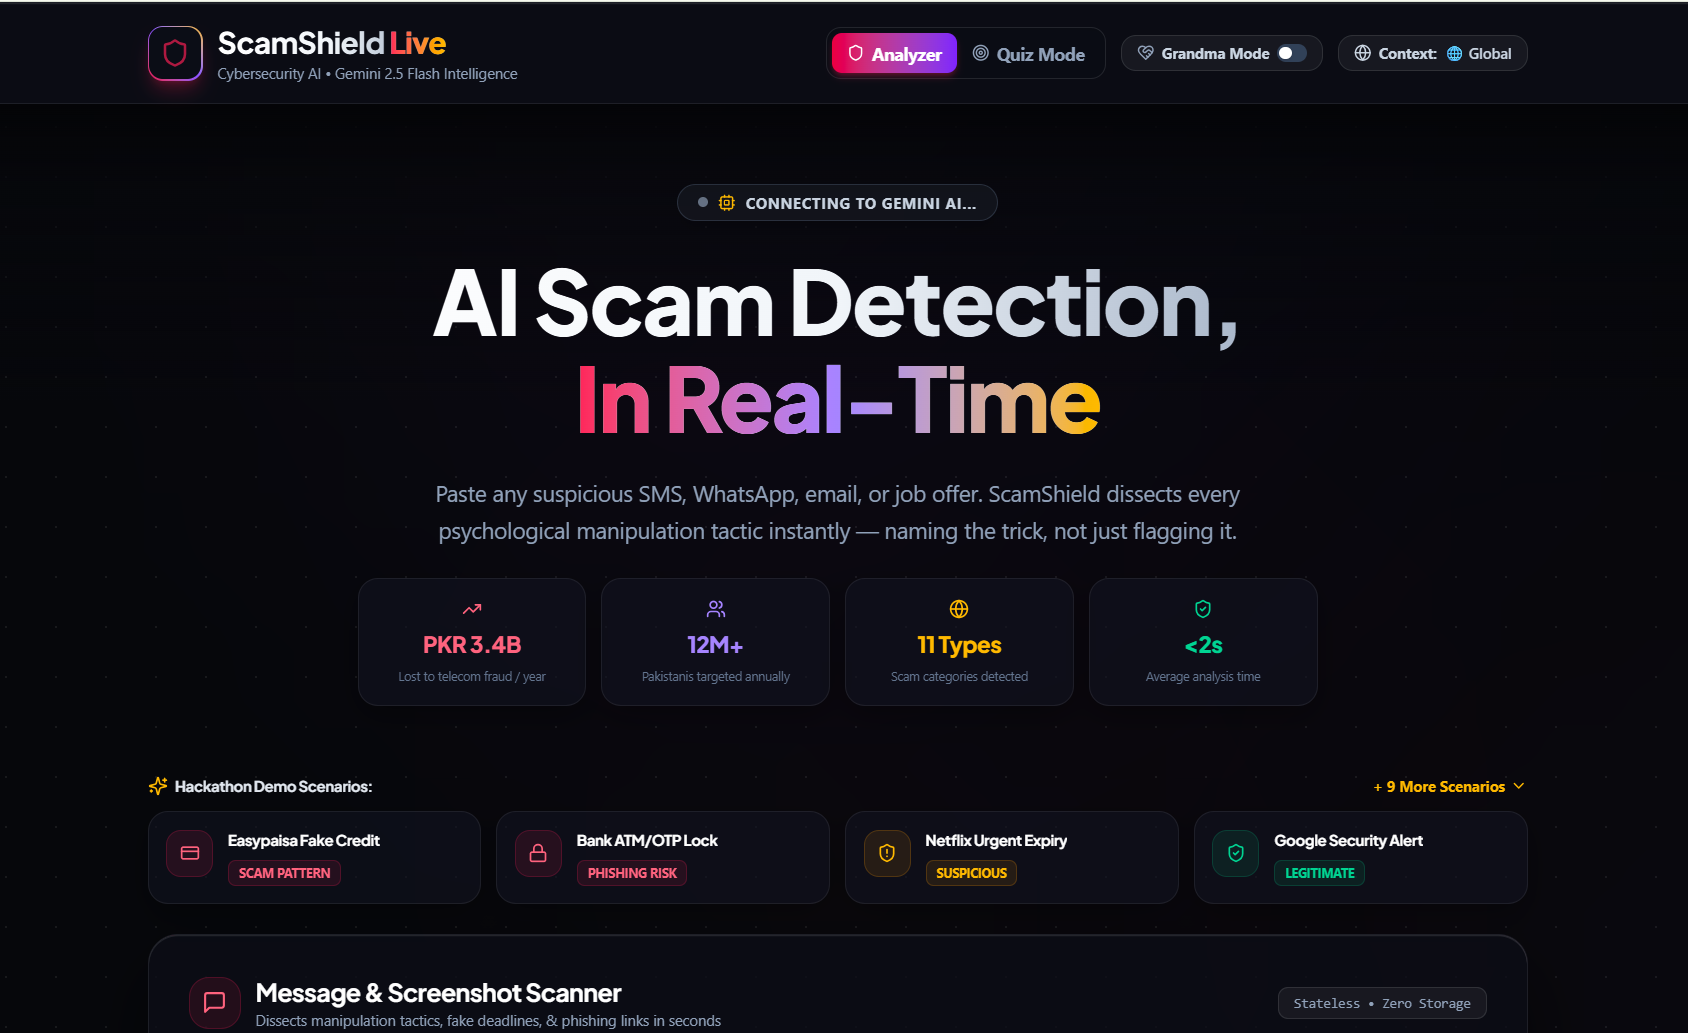 ScamShield Live
Cybersecurity AI • Gemini 2.5 Flash Intelligence
Analyzer
Quiz Mode
Grandma Mode
Context: 🌐 Global
CONNECTING TO GEMINI AI...
AI Scam Detection,
In Real-Time
Paste any suspicious SMS, WhatsApp, email, or job offer. ScamShield dissects every
psychological manipulation tactic instantly — naming the trick, not just flagging it.
PKR 3.4B
Lost to telecom fraud / year
12M+
Pakistanis targeted annually
11 Types
Scam categories detected
<2s
Average analysis time
Hackathon Demo Scenarios:
+ 9 More Scenarios
Easypaisa Fake Credit
SCAM PATTERN
Bank ATM/OTP Lock
PHISHING RISK
Netflix Urgent Expiry
SUSPICIOUS
Google Security Alert
LEGITIMATE
Message & Screenshot Scanner
Dissects manipulation tactics, fake deadlines, & phishing links in seconds
Stateless • Zero Storage